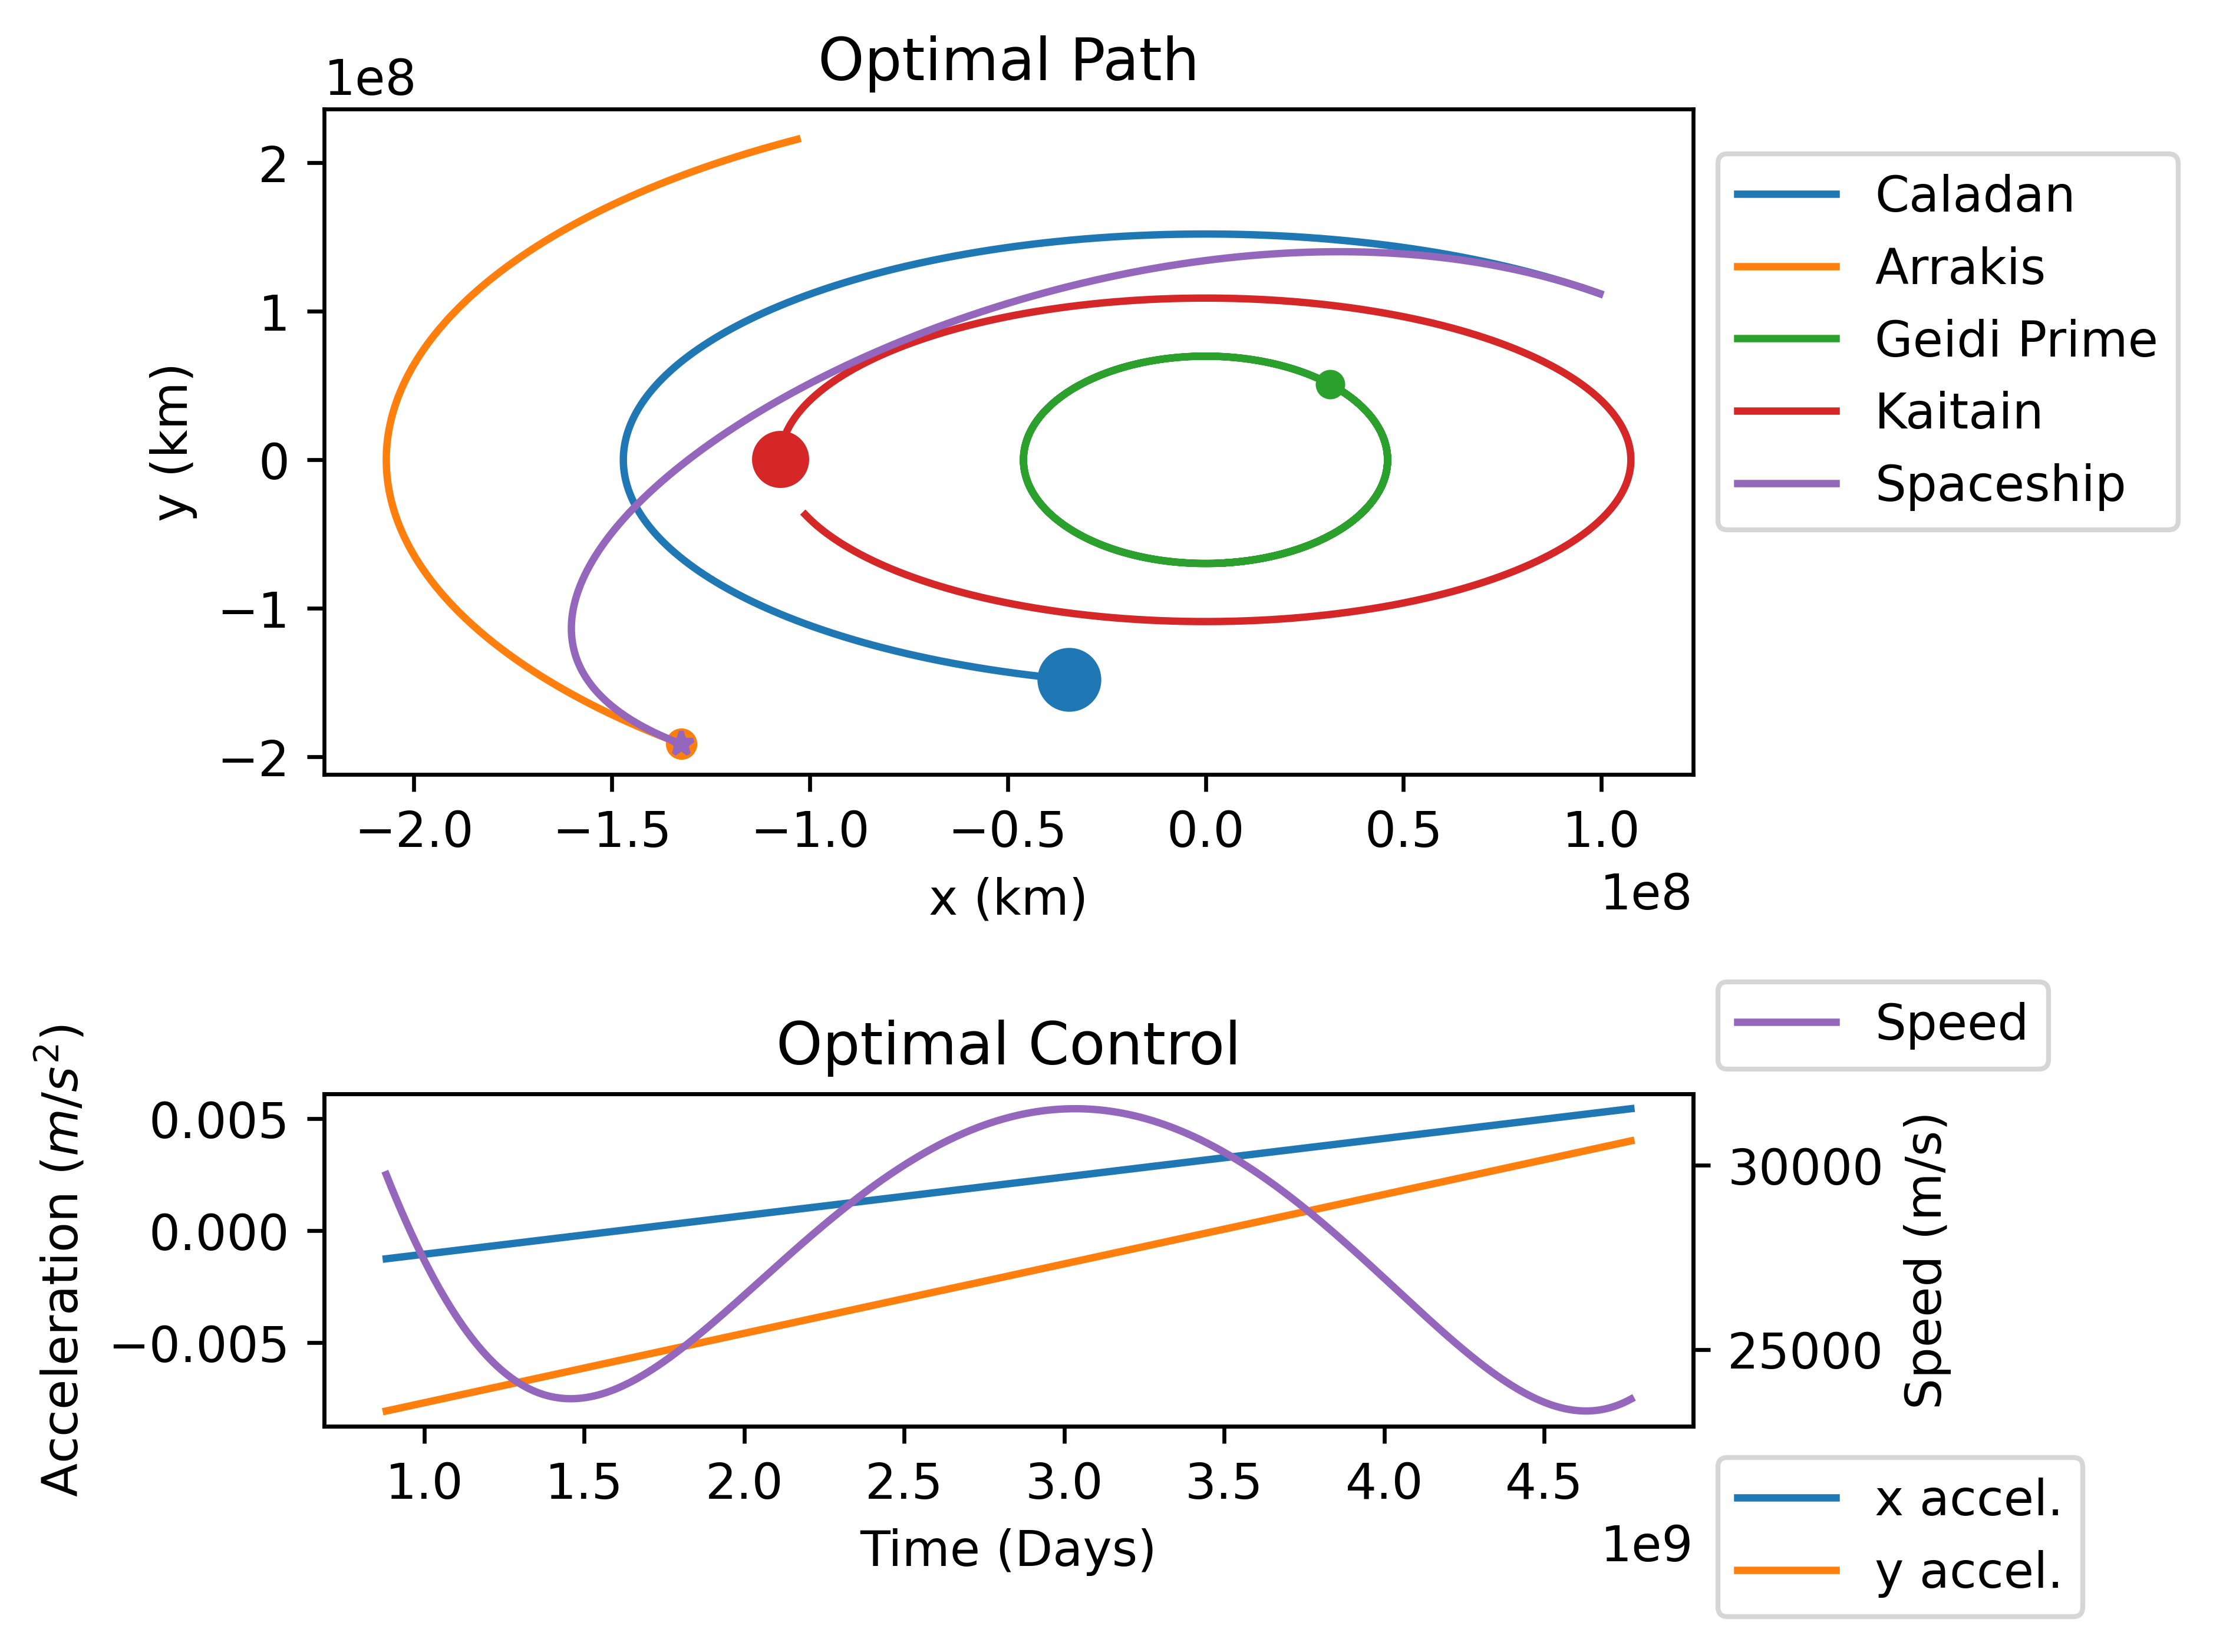 Optimal Path
1e8
2
1
0
−1
−2
y (km)
−2.0 −1.5 −1.0 −0.5 0.0 0.5 1.0
x (km)
1e8
Caladan
Arrakis
Geidi Prime
Kaitain
Spaceship
Optimal Control
Speed
0.005
0.000
−0.005
Acceleration (m/s²)
30000
25000
Speed (m/s)
1.0 1.5 2.0 2.5 3.0 3.5 4.0 4.5
Time (Days)
1e9
x accel.
y accel.